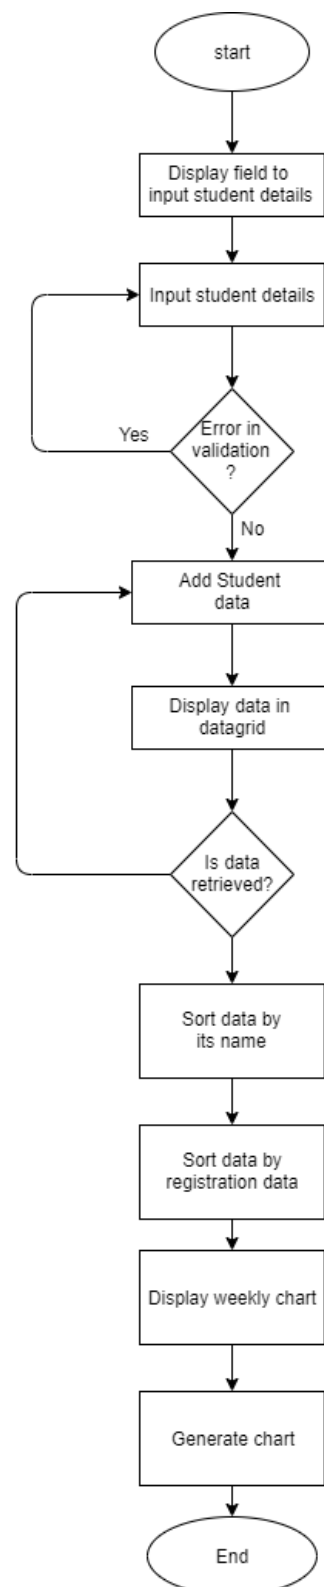 start
Display field to
input student details
Input student details
Yes
Error in
validation
?
No
Add Student
data
Display data in
datagrid
Is data
retrieved?
Sort data by
its name
Sort data by
registration data
Display weekly chart
Generate chart
End